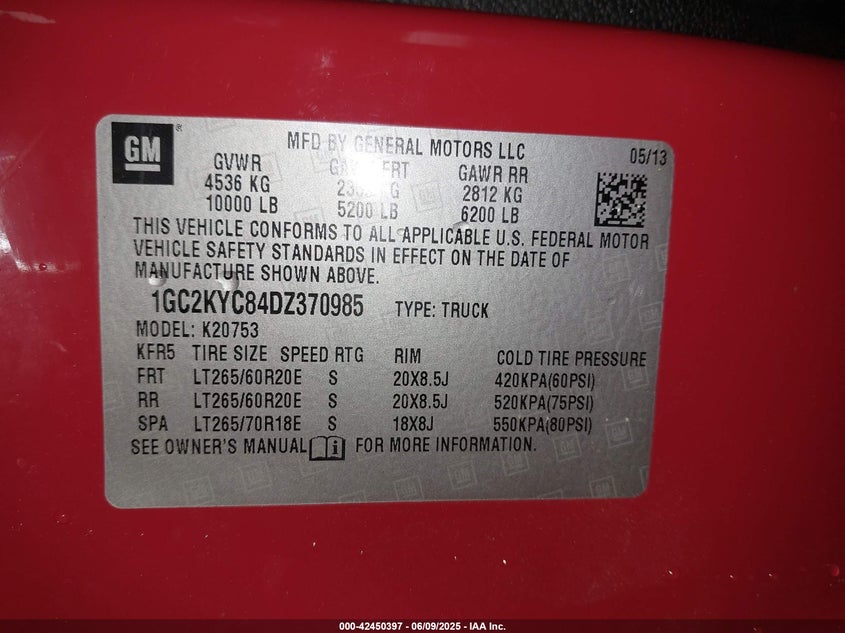 GM ®
MFD BY GENERAL MOTORS LLC 05/13
GVWR GAWR FRT GAWR RR
4536 KG KG 2812 KG
10000 LB 5200 LB 6200 LB
THIS VEHICLE CONFORMS TO ALL APPLICABLE U.S. FEDERAL MOTOR
VEHICLE SAFETY STANDARDS IN EFFECT ON THE DATE OF
MANUFACTURE SHOWN ABOVE.
1GC2KYC84DZ370985 TYPE: TRUCK
MODEL: K20753
KFR5 TIRE SIZE SPEED RTG RIM COLD TIRE PRESSURE
FRT LT265/60R20E S 20X8.5J 420KPA(60PSI)
RR LT265/60R20E S 20X8.5J 520KPA(75PSI)
SPA LT265/70R18E S 18X8J 550KPA(80PSI)
SEE OWNER'S MANUAL i FOR MORE INFORMATION.
000-42450397 - 06/09/2025 - IAA Inc.